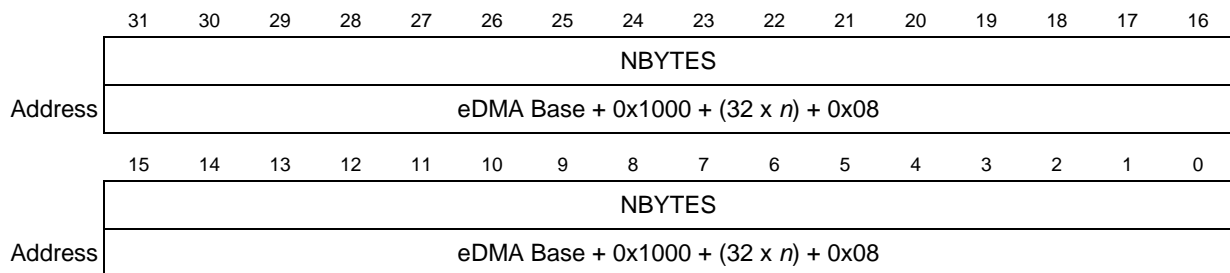 31 30 29 28 27 26 25 24 23 22 21 20 19 18 17 16
NBYTES
Address eDMA Base + 0x1000 + (32 x n) + 0x08
15 14 13 12 11 10 9 8 7 6 5 4 3 2 1 0
NBYTES
Address eDMA Base + 0x1000 + (32 x n) + 0x08